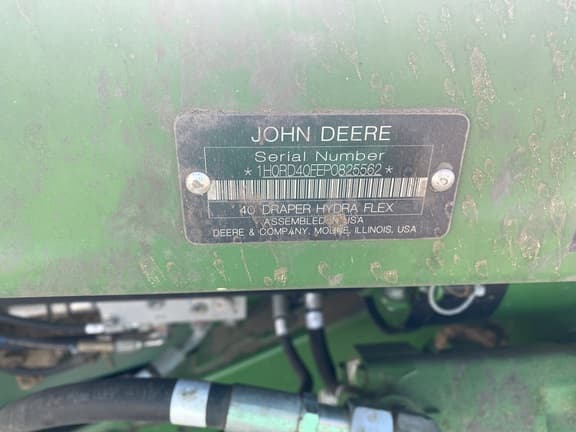 JOHN DEERE
Serial Number
*1H0RD40FEP0825562*
40' DRAPER HYDRA FLEX
ASSEMBLED IN USA
DEERE & COMPANY, MOLINE, ILLINOIS, USA